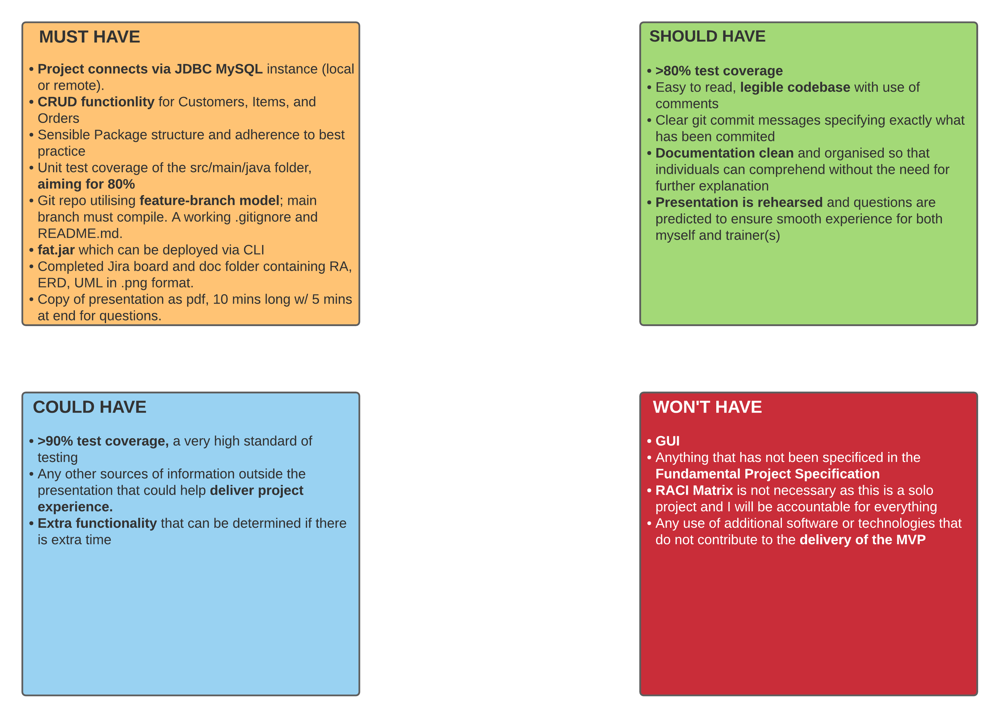 MUST HAVE
• Project connects via JDBC MySQL instance (local
or remote).
• CRUD functionlity for Customers, Items, and
Orders
• Sensible Package structure and adherence to best
practice
• Unit test coverage of the src/main/java folder,
aiming for 80%
• Git repo utilising feature-branch model; main
branch must compile. A working .gitignore and
README.md.
• fat.jar which can be deployed via CLI
• Completed Jira board and doc folder containing RA,
ERD, UML in .png format.
• Copy of presentation as pdf, 10 mins long w/ 5 mins
at end for questions.
SHOULD HAVE
• >80% test coverage
• Easy to read, legible codebase with use of
comments
• Clear git commit messages specifying exactly what
has been commited
• Documentation clean and organised so that
individuals can comprehend without the need for
further explanation
• Presentation is rehearsed and questions are
predicted to ensure smooth experience for both
myself and trainer(s)
COULD HAVE
• >90% test coverage, a very high standard of
testing
• Any other sources of information outside the
presentation that could help deliver project
experience.
• Extra functionality that can be determined if there
is extra time
WON'T HAVE
• GUI
• Anything that has not been specificed in the
Fundamental Project Specification
• RACI Matrix is not necessary as this is a solo
project and I will be accountable for everything
• Any use of additional software or technologies that
do not contribute to the delivery of the MVP